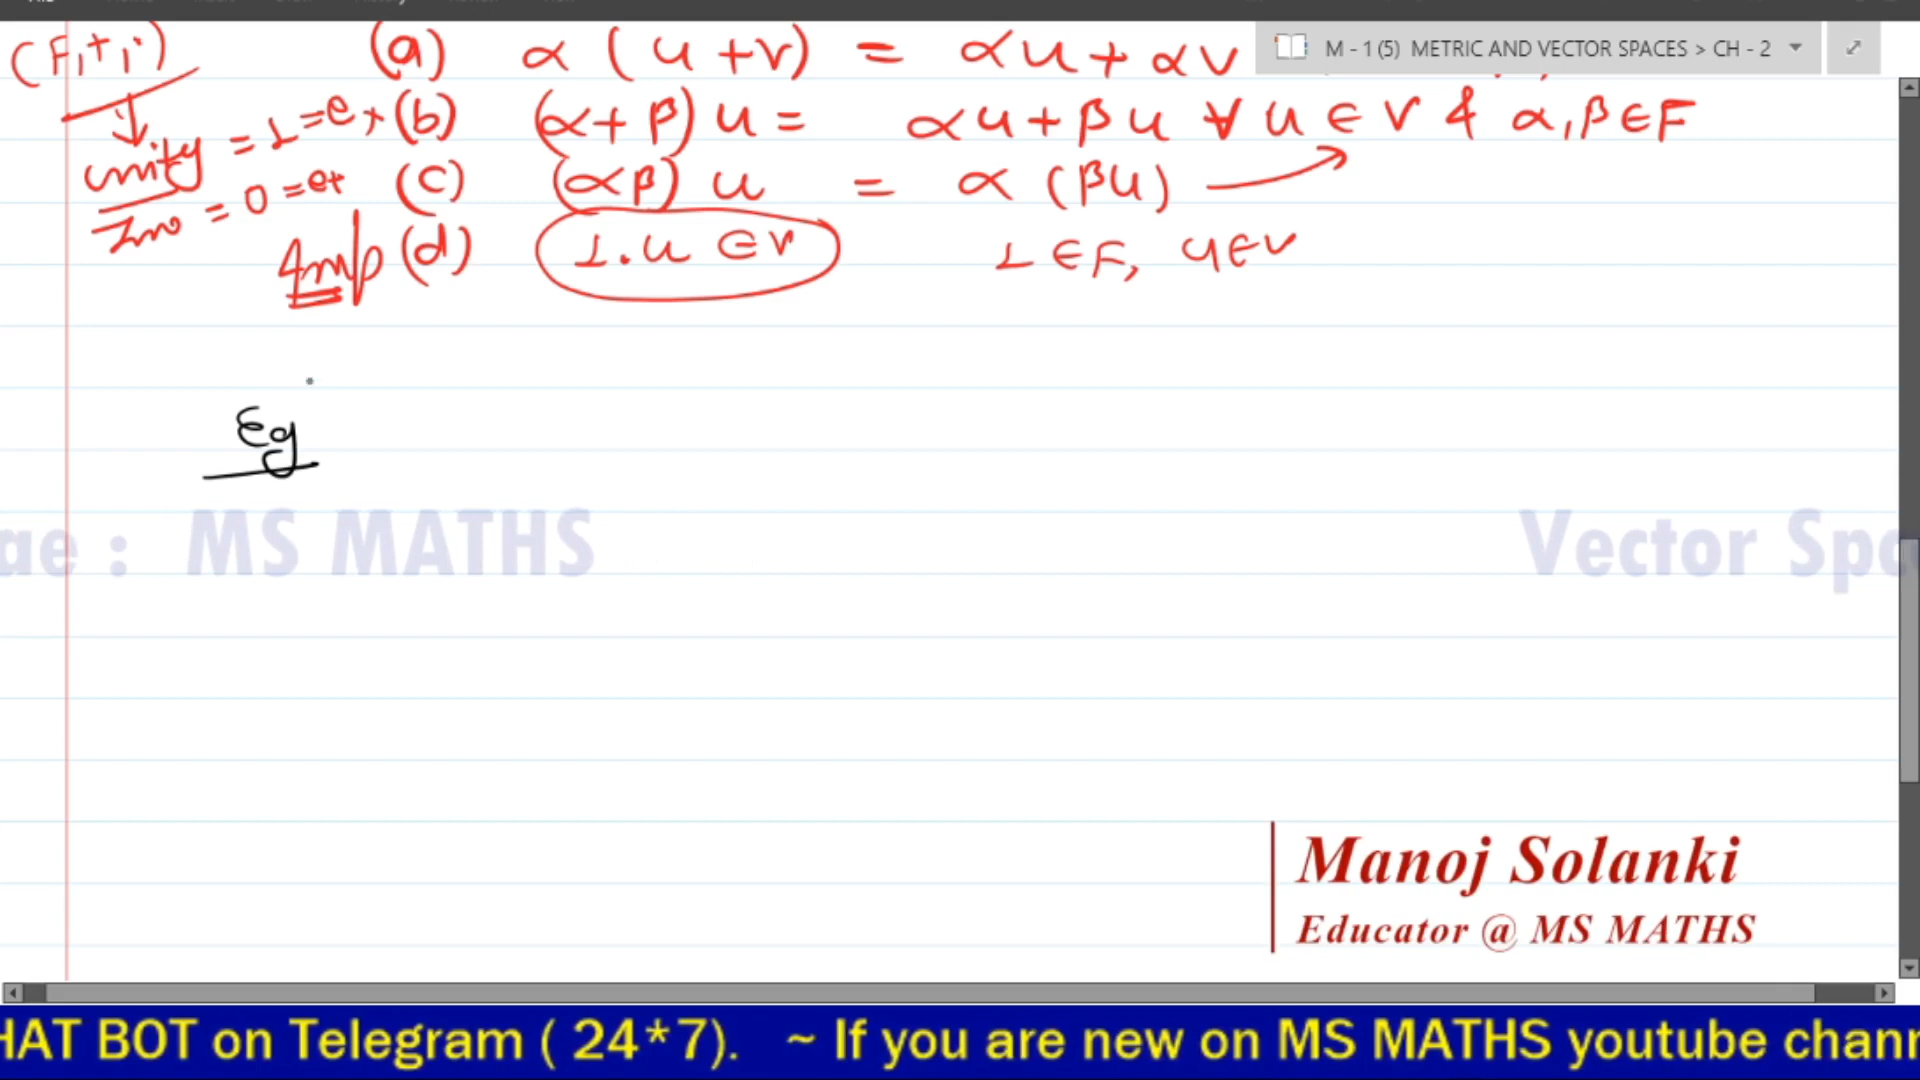 M - 1 (5) METRIC AND VECTOR SPACES > CH - 2
(F, +, ·) (a) α (u + v) = αu + αv
(b) (α + β) u = αu + βu ∀ u ∈ V & α, β ∈ F
unity = 1 = e×
(c) (αβ) u = α (βu)
zero = 0 = e+
Imp (d) 1. u ∈ V 1 ∈ F, u ∈ V
Eg
ae : MS MATHS Vector Spa
Manoj Solanki
Educator @ MS MATHS
HAT BOT on Telegram ( 24*7). ~ If you are new on MS MATHS youtube chann